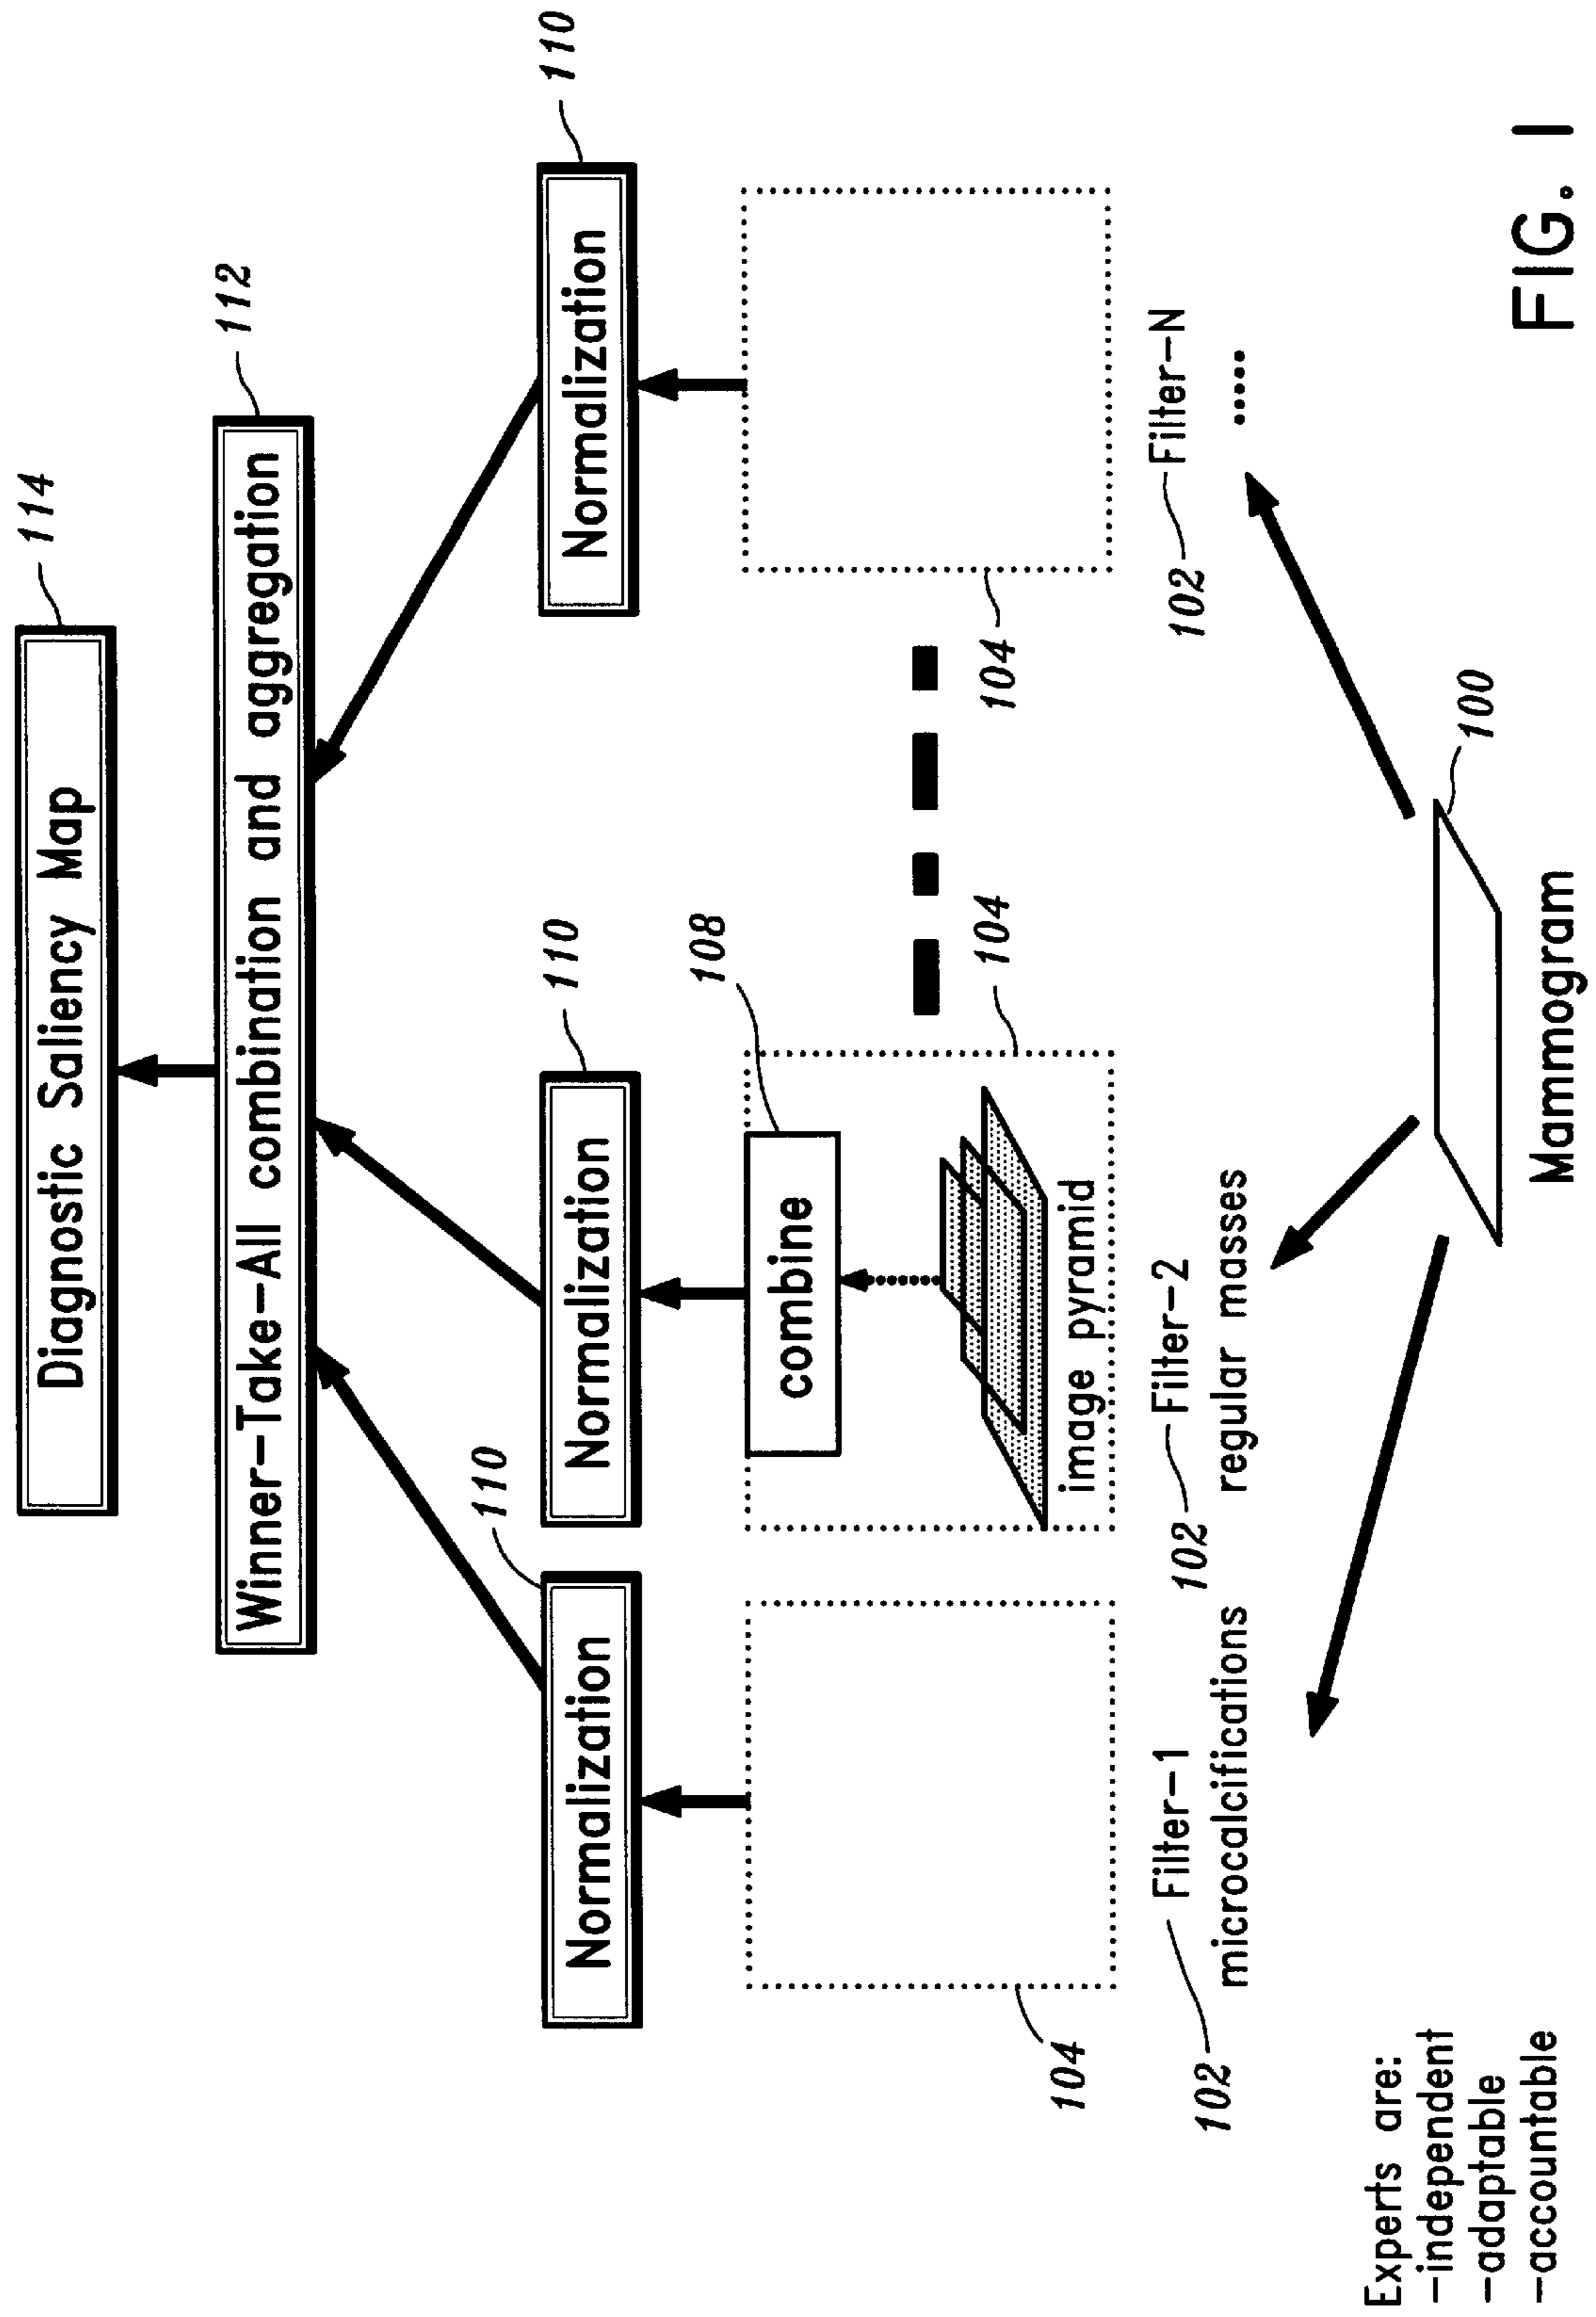 Diagnostic Saliency Map
114
Winner-Take-All combination and aggregation
112
Normalization
110
Normalization
110
Normalization
110
combine
108
image pyramid
104
104
104
102
Filter-1
microcalcifications
102
Filter-2
regular masses
102
Filter-N
.....
Experts are:
-independent
-adaptable
-accountable
100
Mammogram
FIG. 1